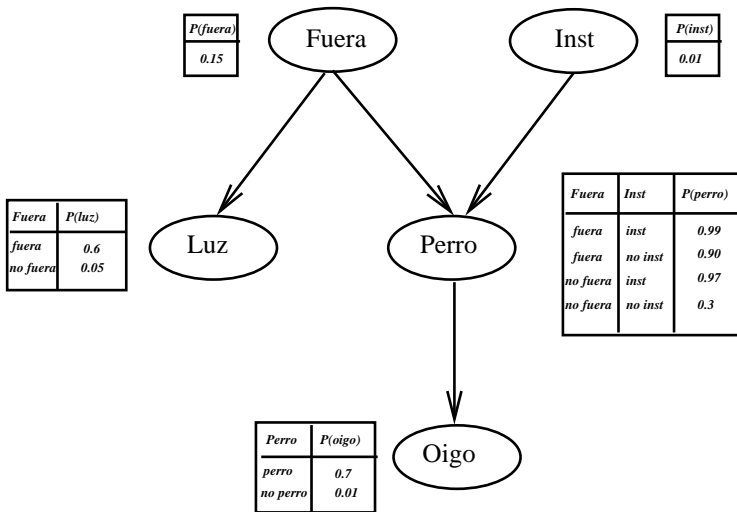 P(fuera)
0.15
Fuera
Inst
P(inst)
0.01
Fuera P(luz)
fuera 0.6
no fuera 0.05
Luz
Perro
Fuera Inst P(perro)
fuera inst 0.99
fuera no inst 0.90
no fuera inst 0.97
no fuera no inst 0.3
Perro P(oigo)
perro 0.7
no perro 0.01
Oigo